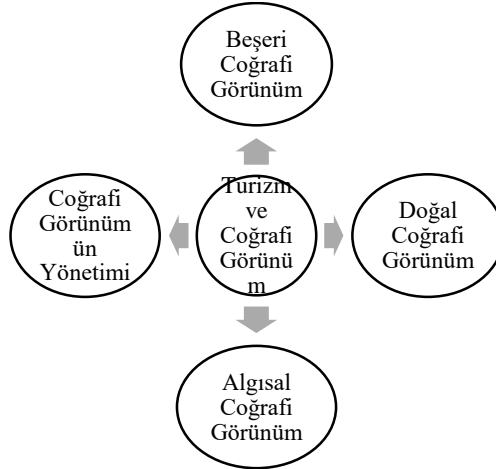 Beşeri
Coğrafi
Görünüm
Coğrafi
Görünüm
ün
Yönetimi
Turizm
ve
Coğrafi
Görünü
m
Doğal
Coğrafi
Görünüm
Algısal
Coğrafi
Görünüm